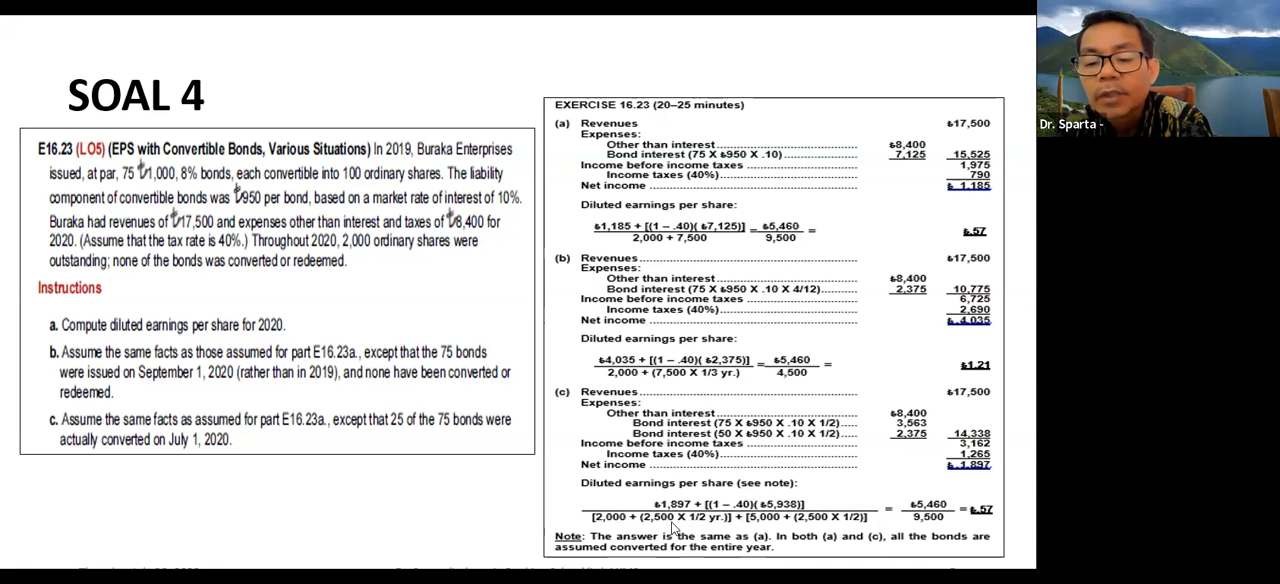 SOAL 4
E16.23 (LO5) (EPS with Convertible Bonds, Various Situations) In 2019, Buraka Enterprises
issued, at par, 75 ₺1,000, 8% bonds, each convertible into 100 ordinary shares. The liability
component of convertible bonds was ₺950 per bond, based on a market rate of interest of 10%.
Buraka had revenues of ₺17,500 and expenses other than interest and taxes of ₺8,400 for
2020. (Assume that the tax rate is 40%.) Throughout 2020, 2,000 ordinary shares were
outstanding; none of the bonds was converted or redeemed.
Instructions
a. Compute diluted earnings per share for 2020.
b. Assume the same facts as those assumed for part E16.23a., except that the 75 bonds
were issued on September 1, 2020 (rather than in 2019), and none have been converted or
redeemed.
c. Assume the same facts as assumed for part E16.23a., except that 25 of the 75 bonds were
actually converted on July 1, 2020.
EXERCISE 16.23 (20–25 minutes)
(a) Revenues ₺17,500
Expenses:
Other than interest ₺8,400
Bond interest (75 X ₺950 X .10) 7,125 15,525
Income before income taxes 1,975
Income taxes (40%) 790
Net income ₺ 1,185
Diluted earnings per share:
₺1,185 + [(1 – .40)( ₺7,125)] = ₺5,460 = ₺.57
2,000 + 7,500 9,500
(b) Revenues ₺17,500
Expenses:
Other than interest ₺8,400
Bond interest (75 X ₺950 X .10 X 4/12) 2,375 10,775
Income before income taxes 6,725
Income taxes (40%) 2,690
Net income ₺ 4,035
Diluted earnings per share:
₺4,035 + [(1 – .40)( ₺2,375)] = ₺5,460 = ₺1.21
2,000 + (7,500 X 1/3 yr.) 4,500
(c) Revenues ₺17,500
Expenses:
Other than interest ₺8,400
Bond interest (75 X ₺950 X .10 X 1/2) 3,563
Bond interest (50 X ₺950 X .10 X 1/2) 2,375 14,338
Income before income taxes 3,162
Income taxes (40%) 1,265
Net income ₺ 1,897
Diluted earnings per share (see note):
₺1,897 + [(1 – .40)( ₺5,938)] = ₺5,460 = ₺.57
[2,000 + (2,500 X 1/2 yr.)] + [5,000 + (2,500 X 1/2)] 9,500
Note: The answer is the same as (a). In both (a) and (c), all the bonds are
assumed converted for the entire year.
Dr. Sparta -